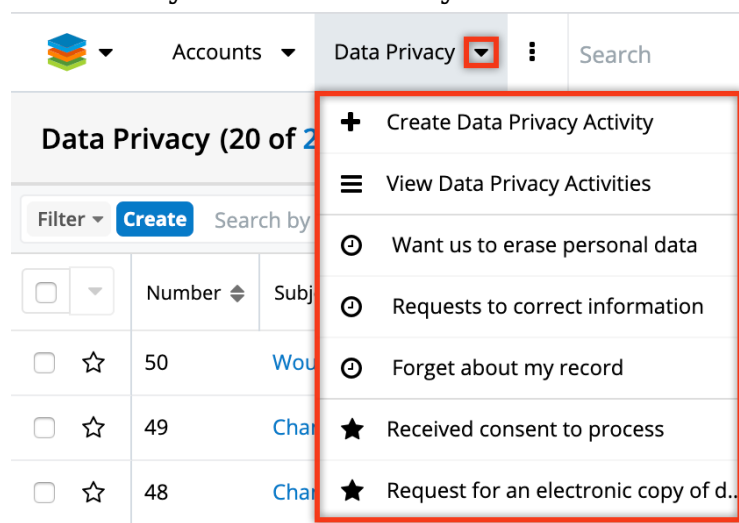 Accounts
Data Privacy
Search
Data Privacy (20 of 2
Create Data Privacy Activity
View Data Privacy Activities
Filter
Create
Search by
Want us to erase personal data
Number
Subj
Requests to correct information
50
Wou
Forget about my record
49
Char
Received consent to process
48
Char
Request for an electronic copy of d..